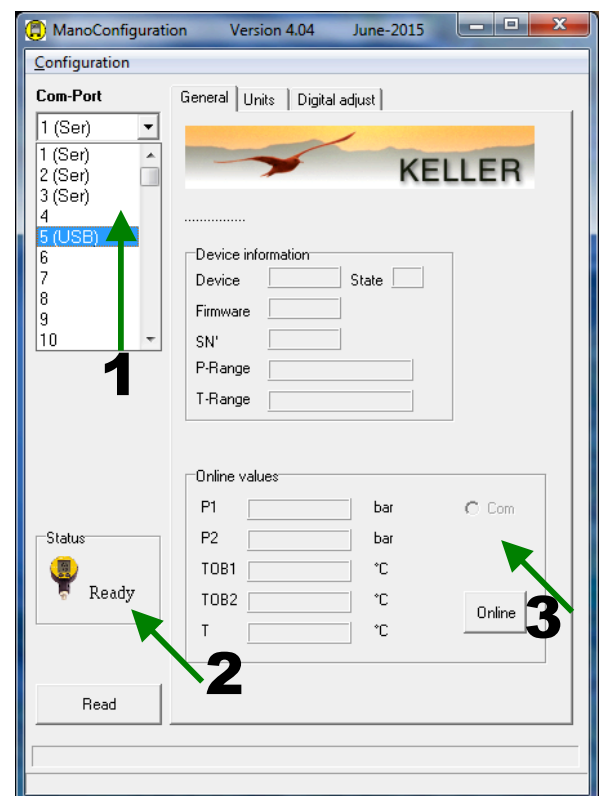 ManoConfiguration Version 4.04 June-2015
Configuration
Com-Port
1 (Ser)
1 (Ser)
2 (Ser)
3 (Ser)
4
5 (USB)
6
7
8
9
10
1
General Units Digital adjust
KELLER
................
Device information
Device State
Firmware
SN'
P-Range
T-Range
Online values
P1 bar Com
P2 bar
TOB1 °C
TOB2 °C
T °C
Online
3
Status
Ready
2
Read